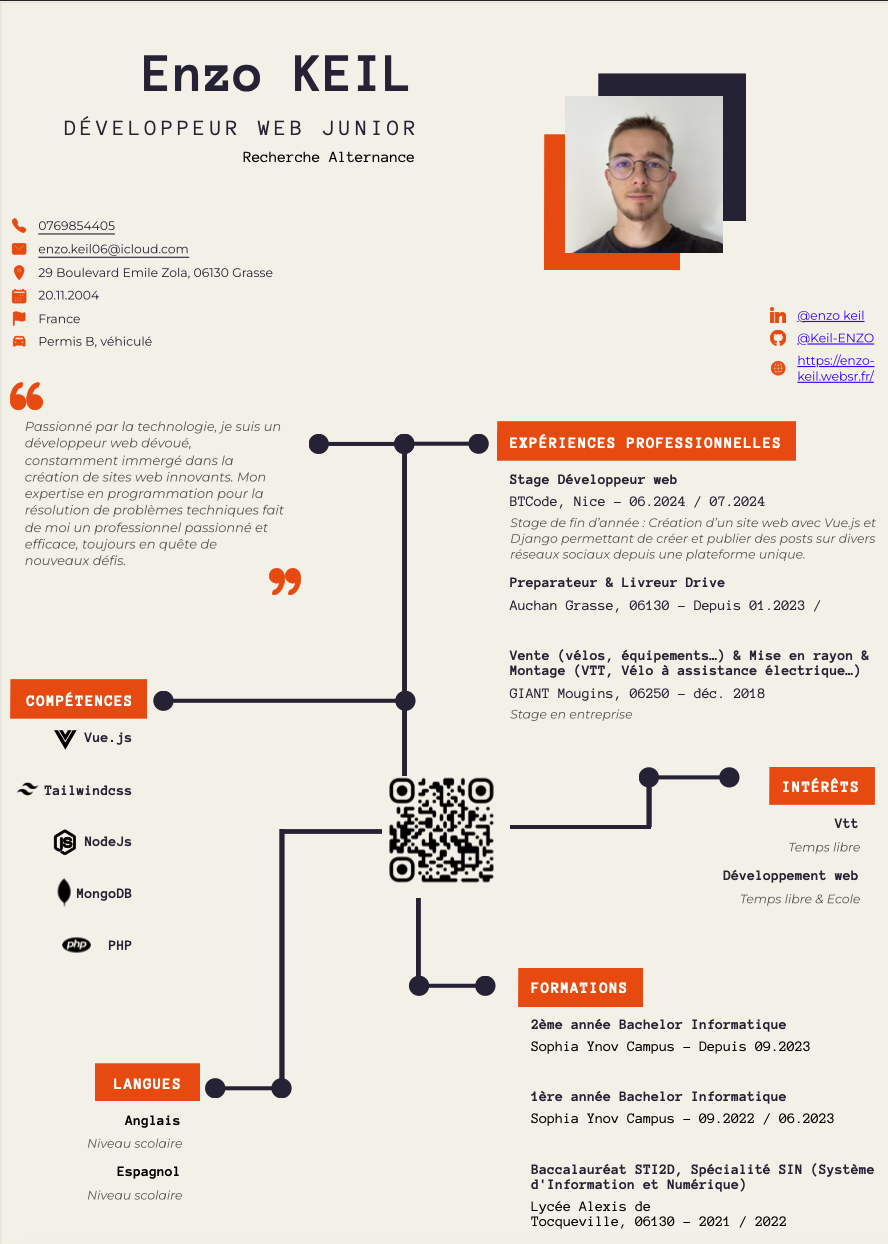 Enzo KEIL
DÉVELOPPEUR WEB JUNIOR
Recherche Alternance
0769854405
enzo.keil06@icloud.com
29 Boulevard Emile Zola, 06130 Grasse
20.11.2004
France
Permis B, véhiculé
@enzo keil
@Keil-ENZO
https://enzo-
keil.websr.fr/
Passionné par la technologie, je suis un
développeur web dévoué,
constamment immergé dans la
création de sites web innovants. Mon
expertise en programmation pour la
résolution de problèmes techniques fait
de moi un professionnel passionné et
efficace, toujours en quête de
nouveaux défis.
EXPÉRIENCES PROFESSIONNELLES
Stage Développeur web
BTCode, Nice – 06.2024 / 07.2024
Stage de fin d'année : Création d'un site web avec Vue.js et
Django permettant de créer et publier des posts sur divers
réseaux sociaux depuis une plateforme unique.
Preparateur & Livreur Drive
Auchan Grasse, 06130 – Depuis 01.2023 /
Vente (vélos, équipements…) & Mise en rayon &
Montage (VTT, Vélo à assistance électrique…)
GIANT Mougins, 06250 – déc. 2018
Stage en entreprise
COMPÉTENCES
Vue.js
Tailwindcss
JS NodeJs
MongoDB
php PHP
INTÉRÊTS
Vtt
Temps libre
Développement web
Temps libre & Ecole
FORMATIONS
2ème année Bachelor Informatique
Sophia Ynov Campus – Depuis 09.2023
1ère année Bachelor Informatique
Sophia Ynov Campus – 09.2022 / 06.2023
Baccalauréat STI2D, Spécialité SIN (Système
d'Information et Numérique)
Lycée Alexis de
Tocqueville, 06130 – 2021 / 2022
LANGUES
Anglais
Niveau scolaire
Espagnol
Niveau scolaire